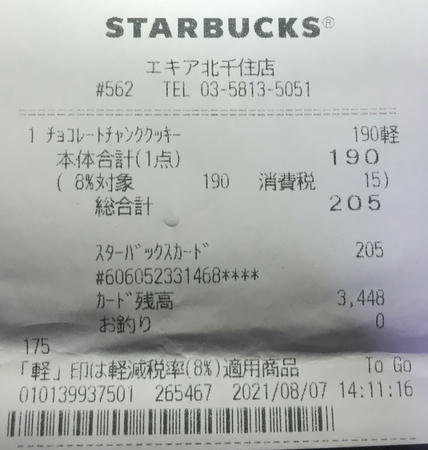 STARBUCKS®
エキア北千住店
#562 TEL 03-5813-5051
1 ﾁｮｺﾚｰﾄﾁｬﾝｸｸｯｷｰ 190軽
本体合計(1点) 190
( 8%対象 190 消費税 15)
総合計 205
ｽﾀｰﾊﾞｯｸｽｶｰﾄﾞ 205
#606052331468****
ｶｰﾄﾞ残高 3,448
お釣り 0
175
「軽」印は軽減税率(8%)適用商品 To Go
010139937501 265467 2021/08/07 14:11:16